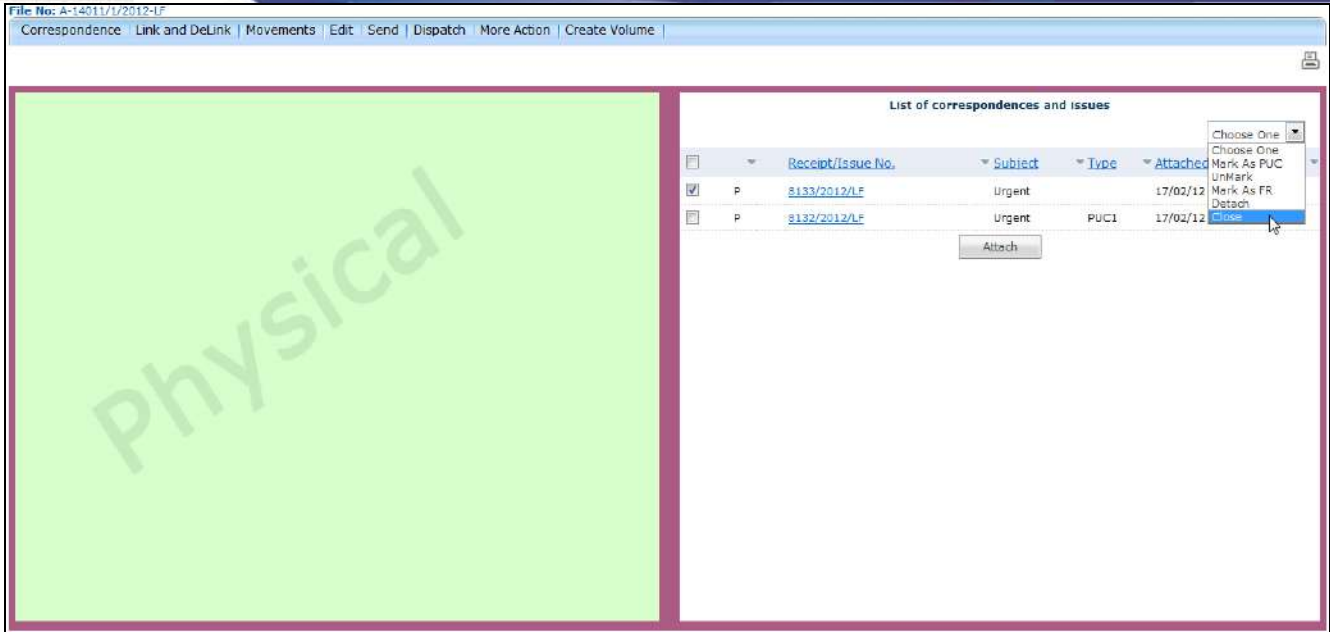 File No: A-14011/1/2012-LF
Correspondence | Link and DeLink | Movements | Edit | Send | Dispatch | More Action | Create Volume |
Physical
List of correspondences and Issues
Choose One
Choose One
Mark As PUC
UnMark
Mark As FR
Detach
Close
Receipt/Issue No. Subject Type Attached
P 8133/2012/LF Urgent 17/02/12
P 8132/2012/LF Urgent PUC1 17/02/12
Attach